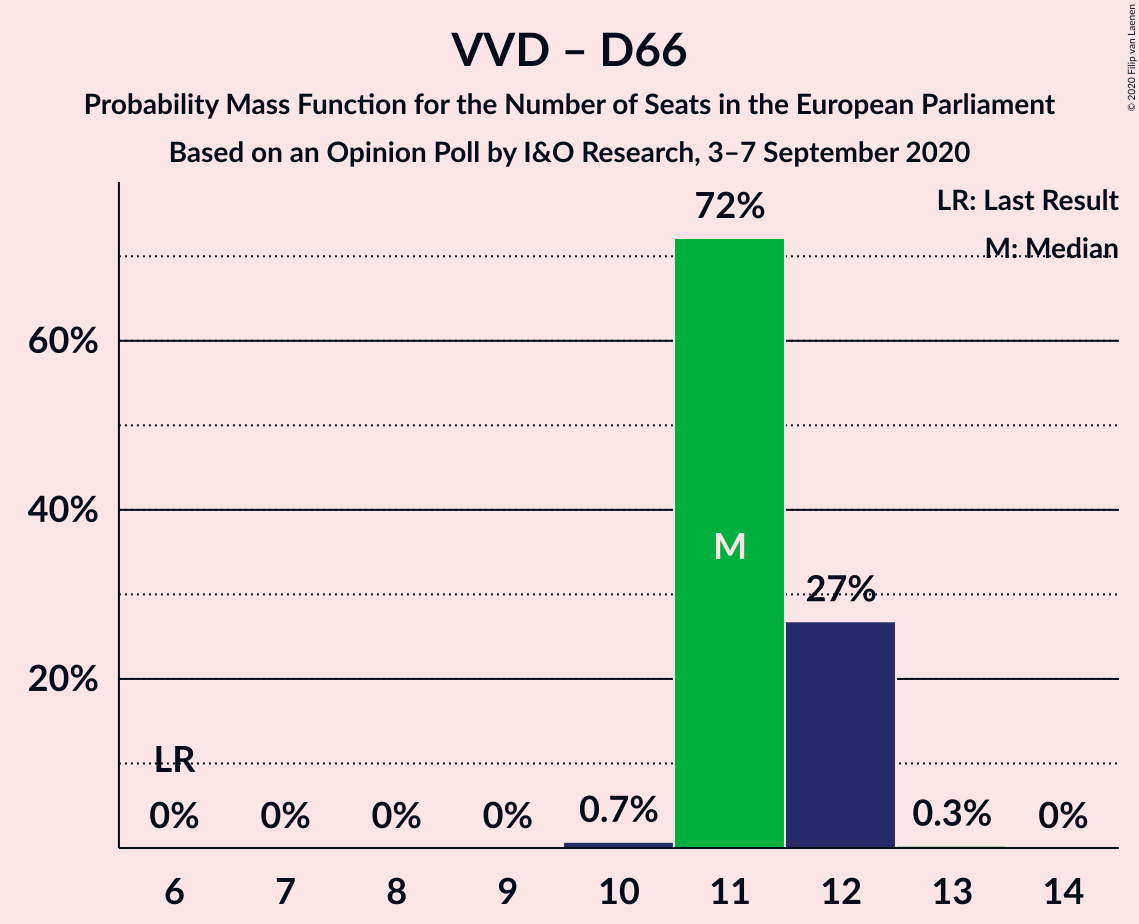 VVD – D66
Probability Mass Function for the Number of Seats in the European Parliament
Based on an Opinion Poll by I&O Research, 3–7 September 2020
© 2020 Filip van Laenen
LR: Last Result
M: Median
72%
60%
M
40%
27%
20%
LR
0% 0% 0% 0% 0.7% 0.3% 0%
6 7 8 9 10 11 12 13 14